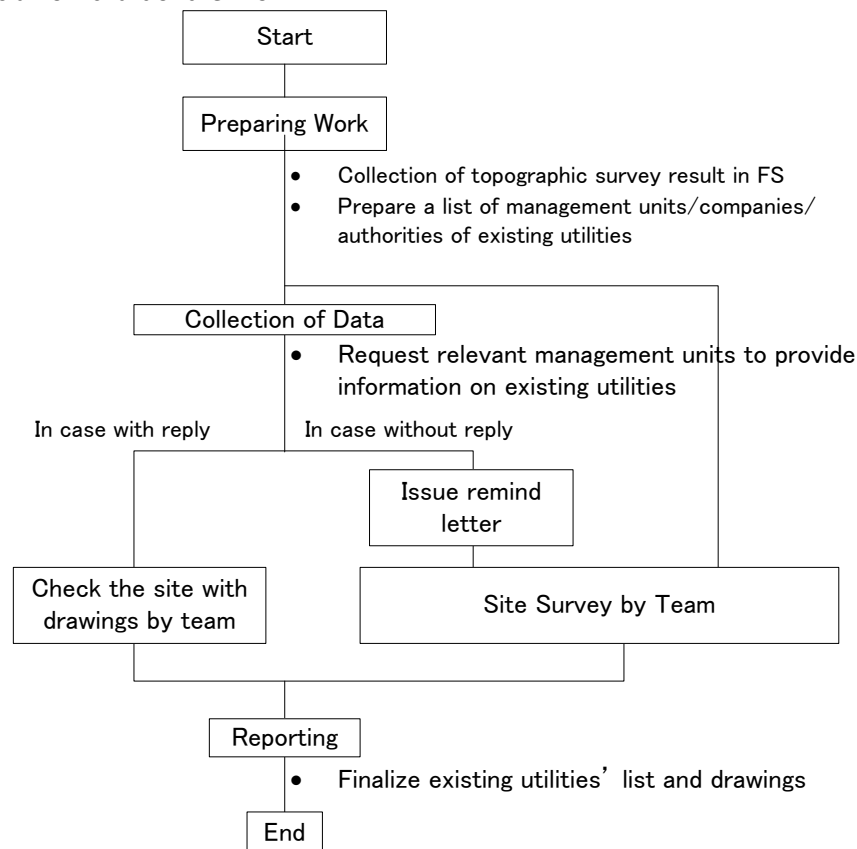 Start
Preparing Work
• Collection of topographic survey result in FS
• Prepare a list of management units/companies/
authorities of existing utilities
Collection of Data
• Request relevant management units to provide
information on existing utilities
In case with reply
In case without reply
Issue remind
letter
Check the site with
drawings by team
Site Survey by Team
Reporting
• Finalize existing utilities’ list and drawings
End